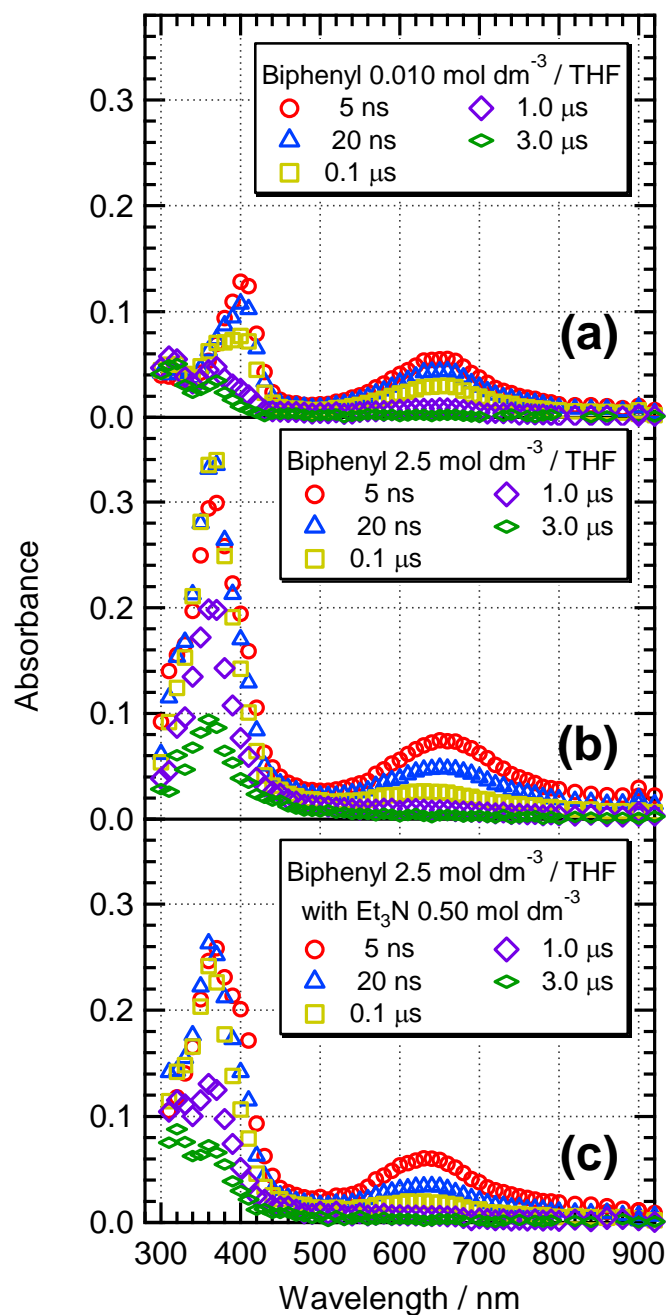 0.3
0.2
0.1
0.0
Biphenyl 0.010 mol dm⁻³ / THF
5 ns 1.0 μs
20 ns 3.0 μs
0.1 μs
(a)
0.3
0.2
0.1
0.0
Biphenyl 2.5 mol dm⁻³ / THF
5 ns 1.0 μs
20 ns 3.0 μs
0.1 μs
(b)
Absorbance
0.3
0.2
0.1
0.0
Biphenyl 2.5 mol dm⁻³ / THF
with Et₃N 0.50 mol dm⁻³
5 ns 1.0 μs
20 ns 3.0 μs
0.1 μs
(c)
300 400 500 600 700 800 900
Wavelength / nm